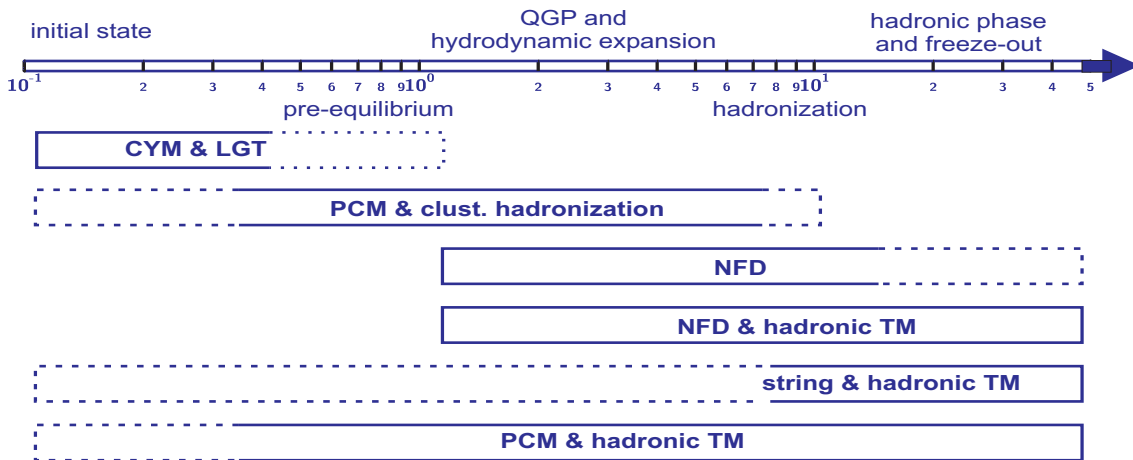 initial state
QGP and
hydrodynamic expansion
hadronic phase
and freeze-out
10⁻¹ 2 3 4 5 6 7 8 9 10⁰ 2 3 4 5 6 7 8 9 10¹ 2 3 4 5
pre-equilibrium
hadronization
CYM & LGT
PCM & clust. hadronization
NFD
NFD & hadronic TM
string & hadronic TM
PCM & hadronic TM